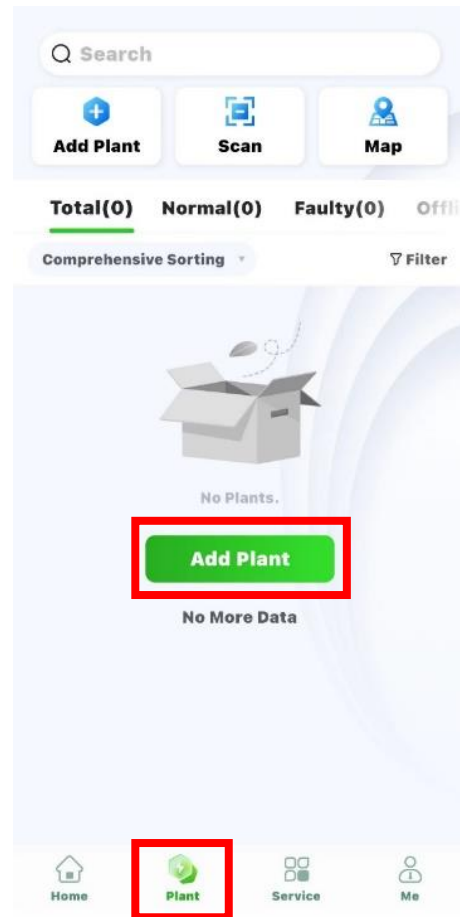 Search
Add Plant Scan Map
Total(0) Normal(0) Faulty(0) Offli
Comprehensive Sorting Filter
No Plants.
Add Plant
No More Data
Home Plant Service Me